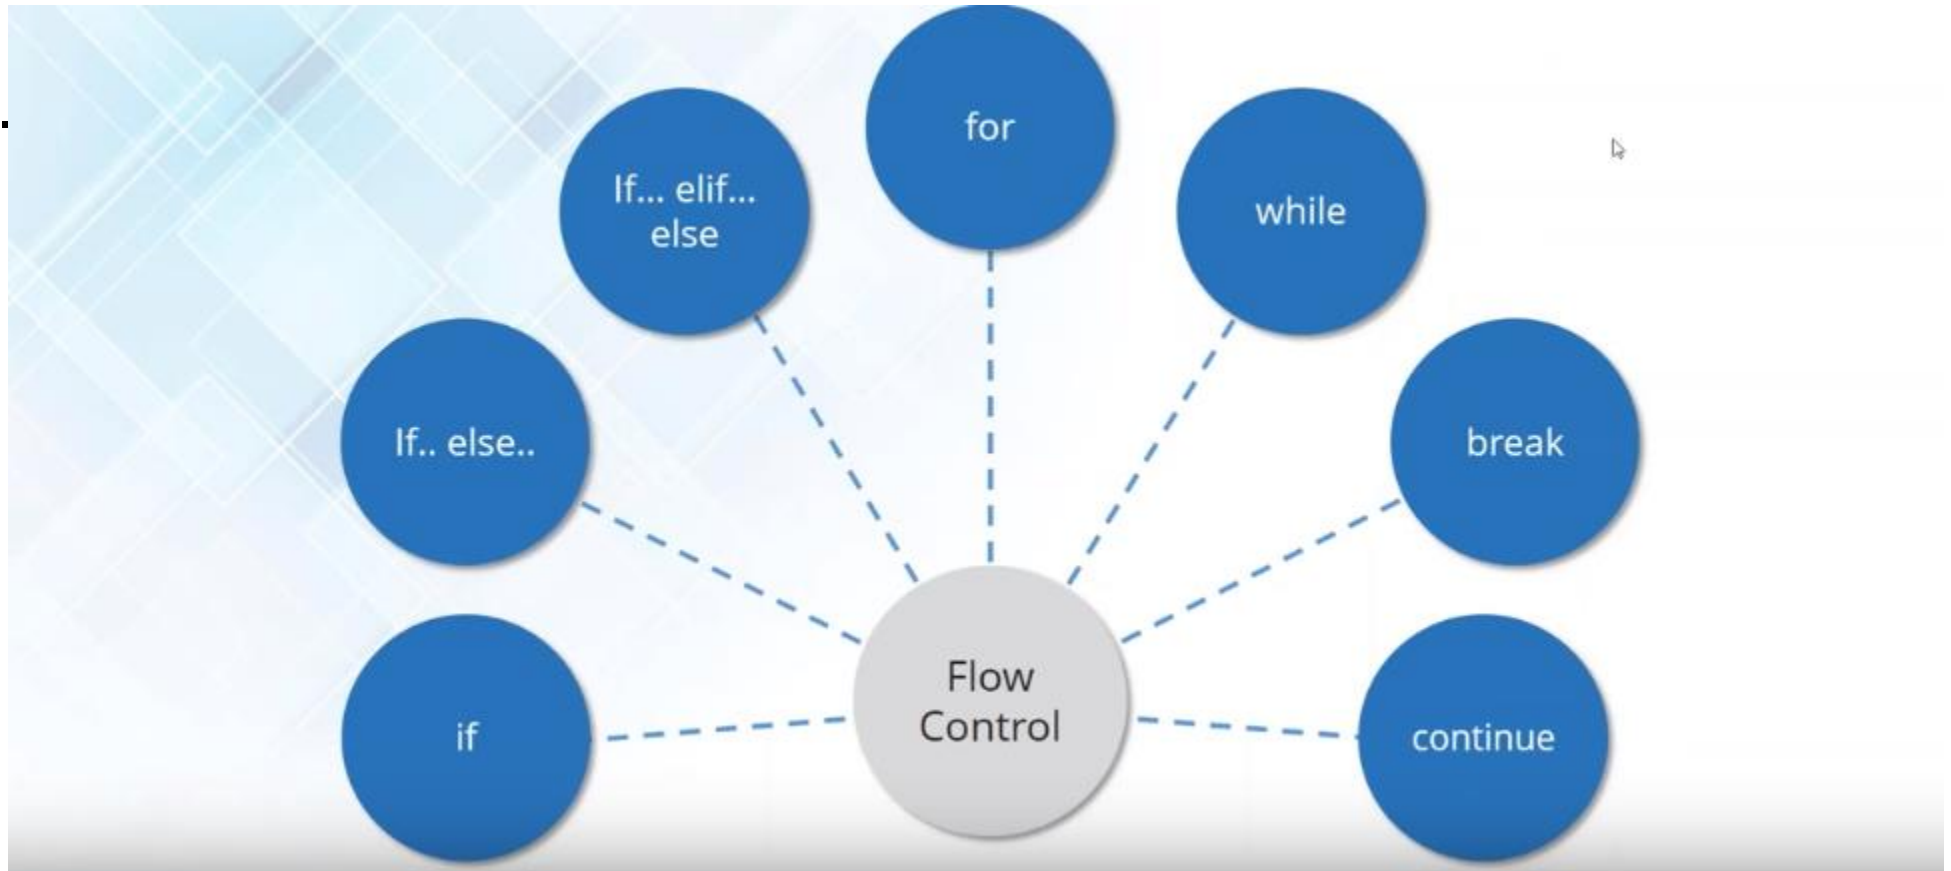 for
If... elif...
else
while
If.. else..
break
if
Flow
Control
continue